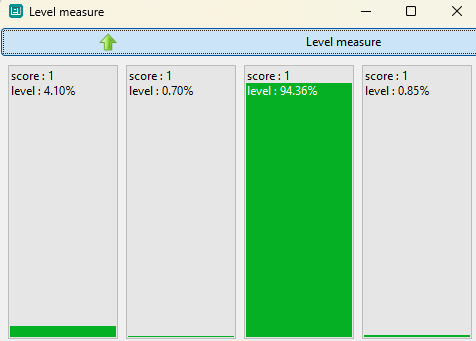 Level measure
Level measure
score : 1
level : 4.10%
score : 1
level : 0.70%
score : 1
level : 94.36%
score : 1
level : 0.85%